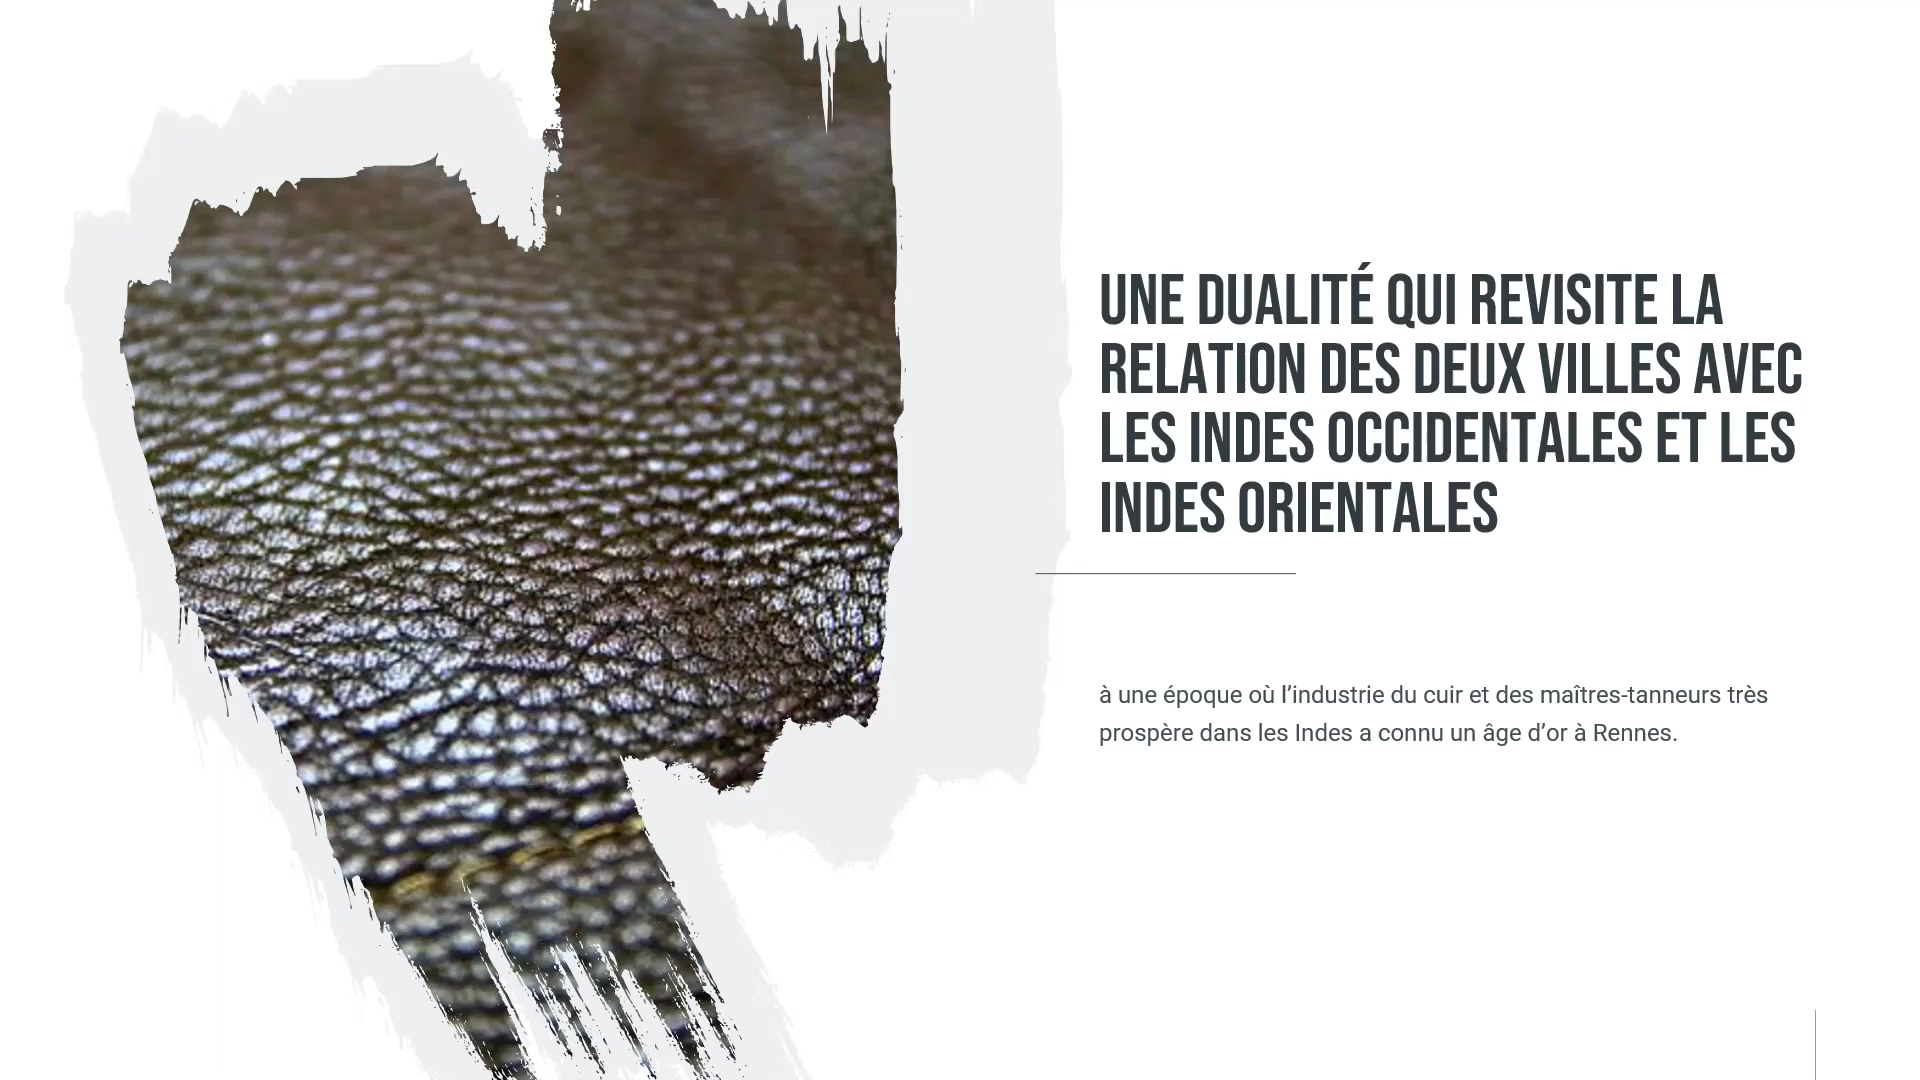 UNE DUALITÉ QUI REVISITE LA
RELATION DES DEUX VILLES AVEC
LES INDES OCCIDENTALES ET LES
INDES ORIENTALES
à une époque où l’industrie du cuir et des maîtres-tanneurs très
prospère dans les Indes a connu un âge d’or à Rennes.